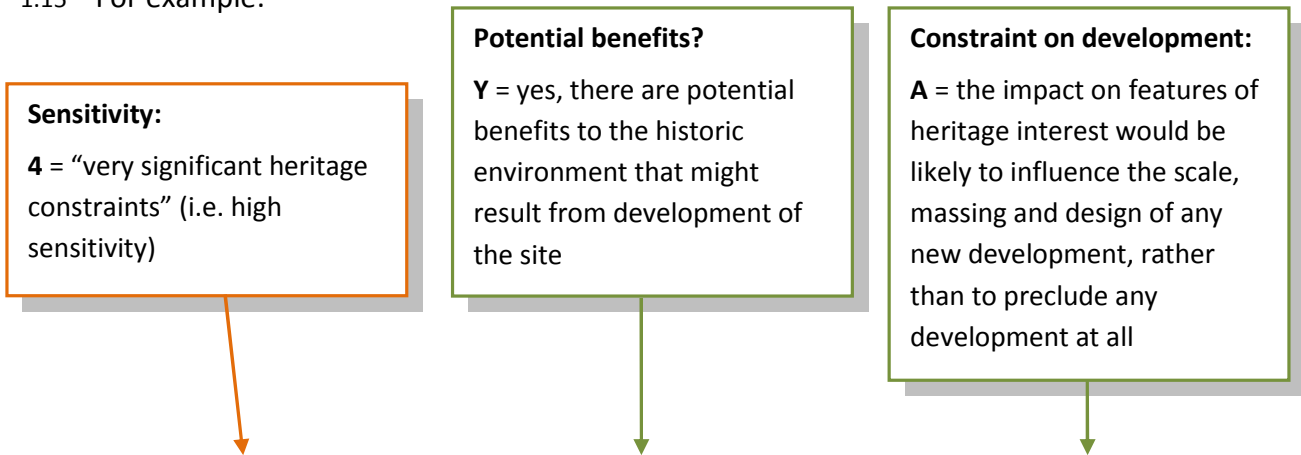 1.15 For example:
Sensitivity:
4 = “very significant heritage
constraints” (i.e. high
sensitivity)
Potential benefits?
Y = yes, there are potential
benefits to the historic
environment that might
result from development of
the site
Constraint on development:
A = the impact on features of
heritage interest would be
likely to influence the scale,
massing and design of any
new development, rather
than to preclude any
development at all